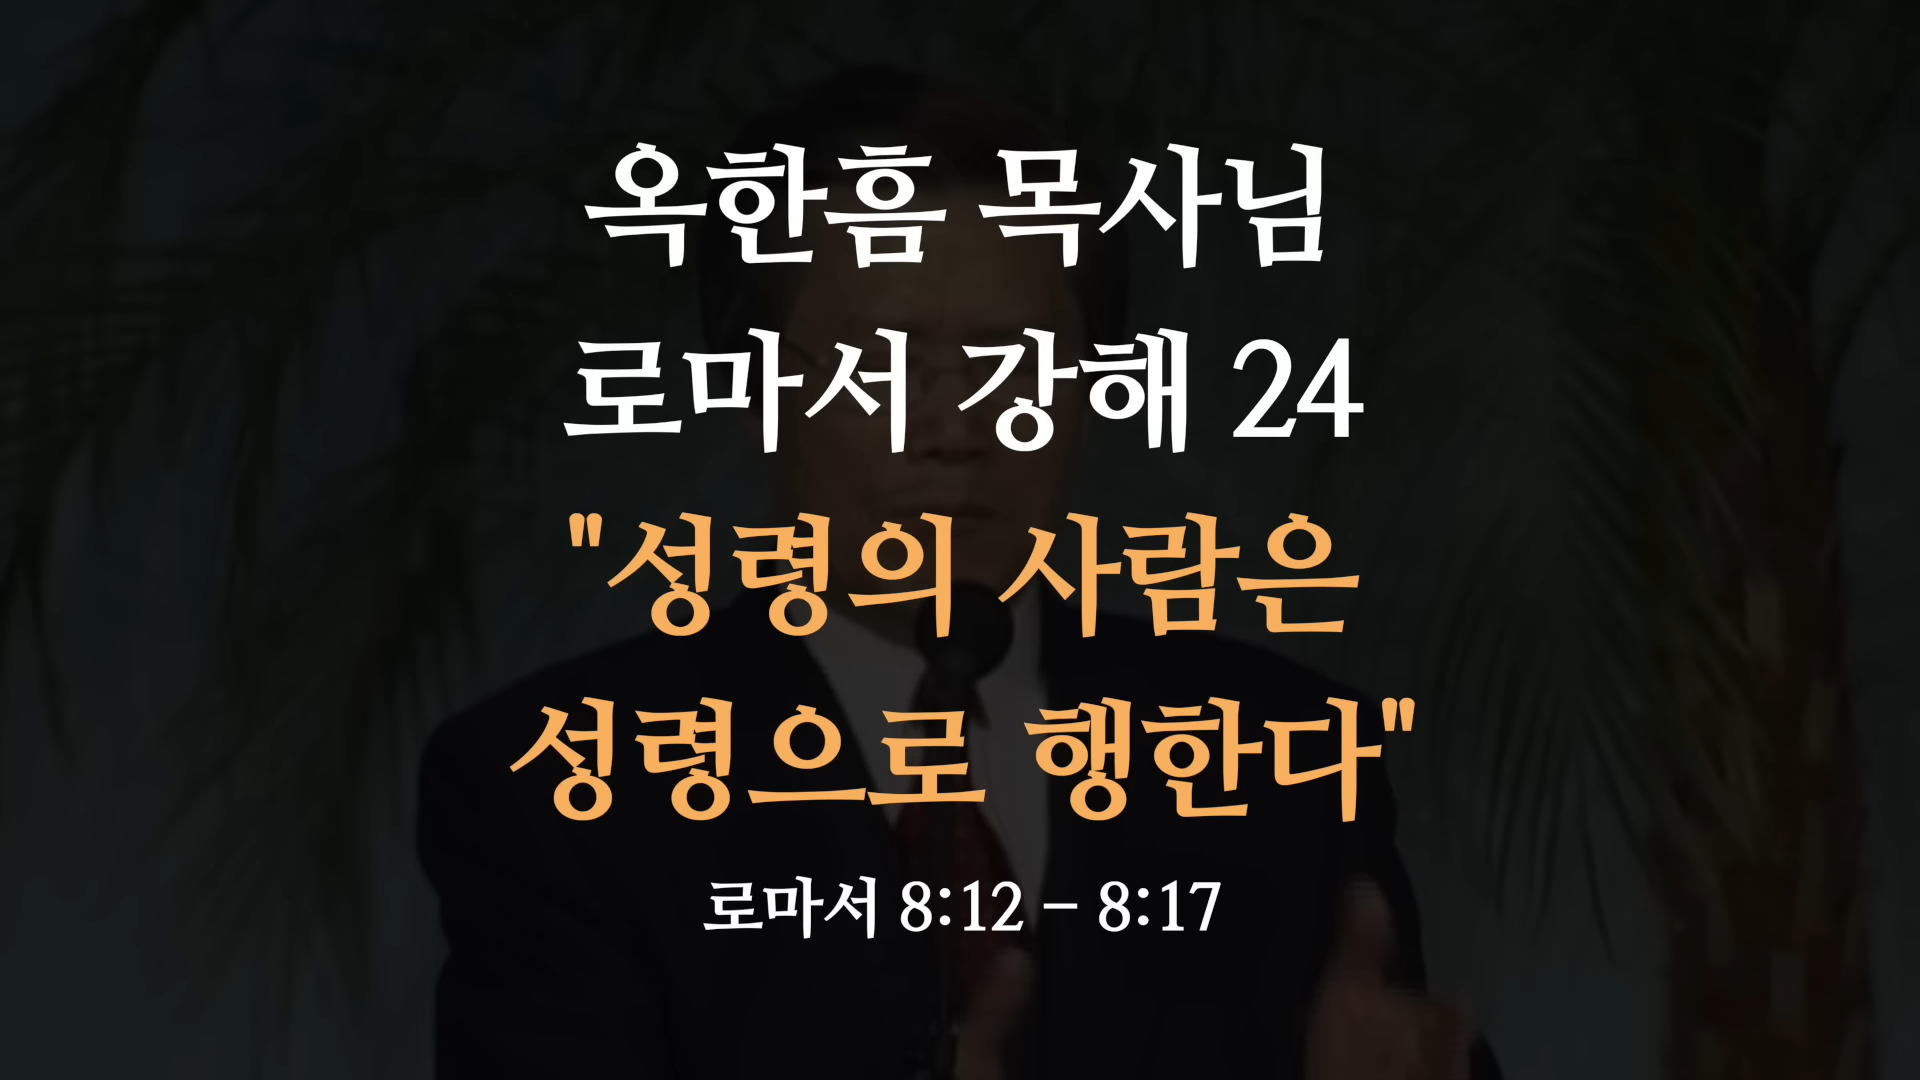 옥한흠 목사님
로마서 강해 24
"성령의 사람은
성령으로 행한다"
로마서 8:12 – 8:17